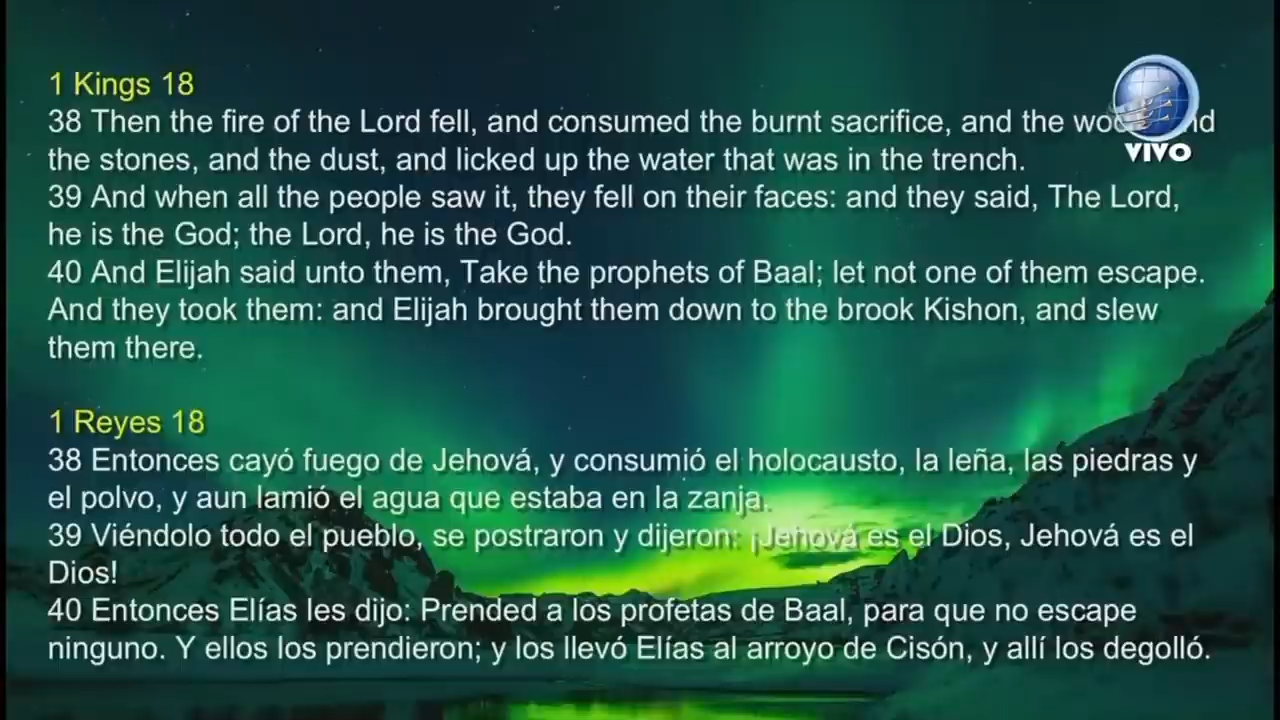 1 Kings 18
38 Then the fire of the Lord fell, and consumed the burnt sacrifice, and the
the stones, and the dust, and licked up the water that was in the trench.
39 And when all the people saw it, they fell on their faces: and they said, The Lord,
he is the God; the Lord, he is the God.
40 And Elijah said unto them, Take the prophets of Baal; let not one of them escape.
And they took them: and Elijah brought them down to the brook Kishon, and slew
them there.
1 Reyes 18
38 Entonces cayó fuego de Jehová, y consumió el holocausto, la leña, las piedras y
el polvo, y aun lamió el agua que estaba en la zanja.
39 Viéndolo todo el pueblo, se postraron y dijeron: ¡Jehová es el Dios, Jehová es el
Dios!
40 Entonces Elías les dijo: Prended a los profetas de Baal, para que no escape
ninguno. Y ellos los prendieron; y los llevó Elías al arroyo de Cisón, y allí los degolló.
VIVO